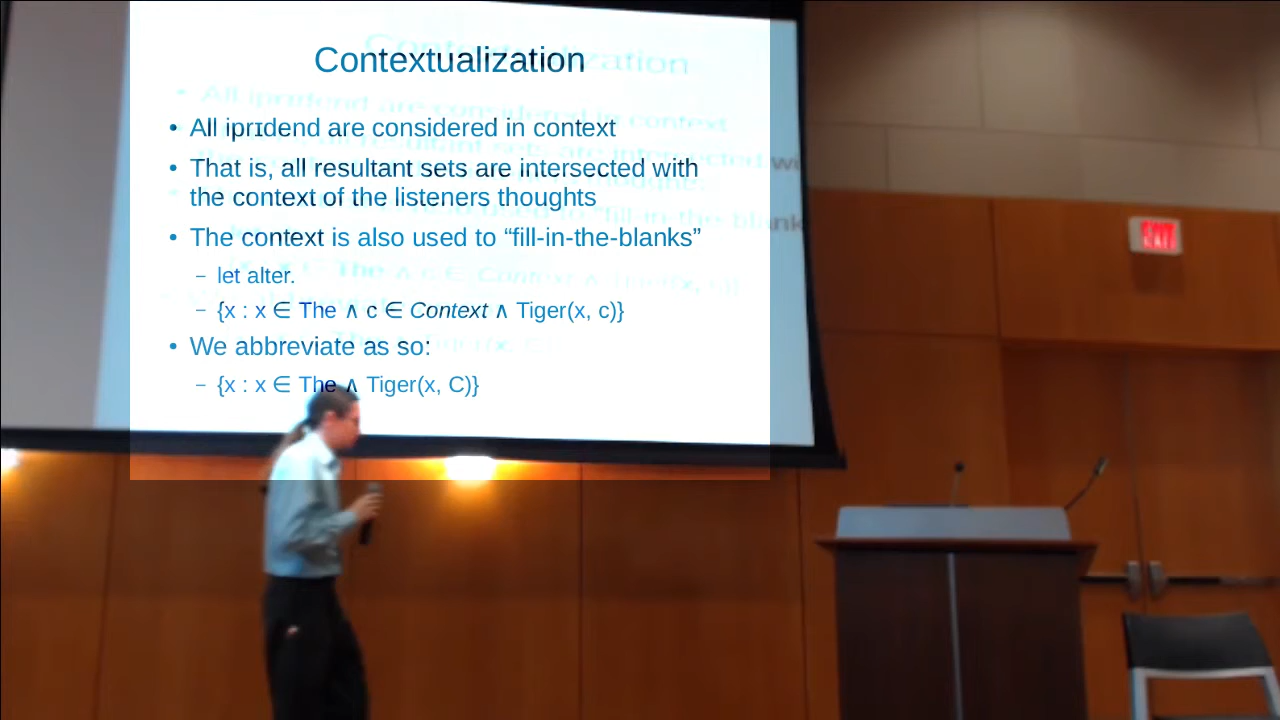 Contextualization
• All iprɪdend are considered in context
• That is, all resultant sets are intersected with
the context of the listeners thoughts
• The context is also used to “fill-in-the-blanks”
– let alter.
– {x : x ∈ The ∧ c ∈ Context ∧ Tiger(x, c)}
• We abbreviate as so:
– {x : x ∈ The ∧ Tiger(x, C)}
EXIT